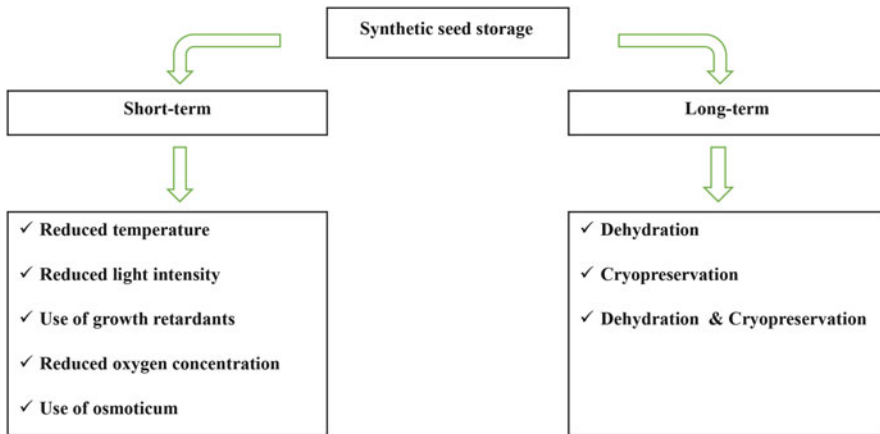 Synthetic seed storage
Short-term
Long-term
✓ Reduced temperature
✓ Reduced light intensity
✓ Use of growth retardants
✓ Reduced oxygen concentration
✓ Use of osmoticum
✓ Dehydration
✓ Cryopreservation
✓ Dehydration & Cryopreservation